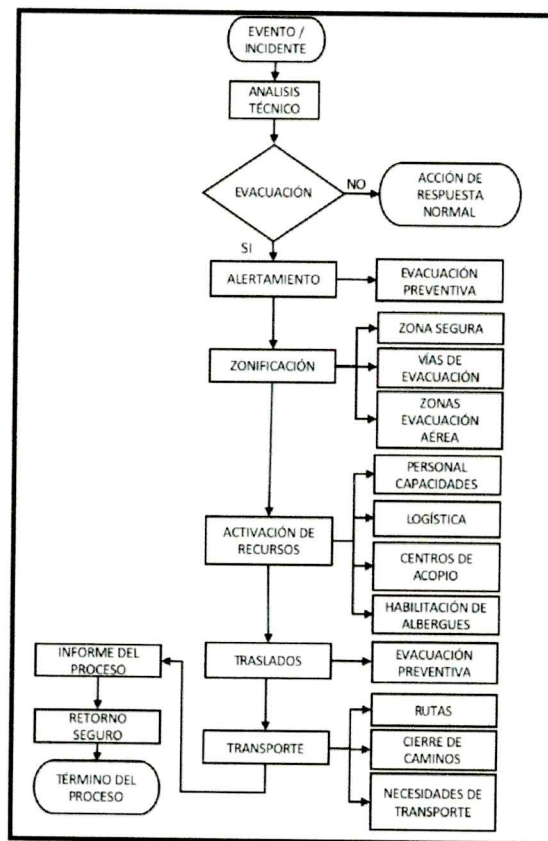 EVENTO /
INCIDENTE
ANALISIS
TÉCNICO
EVACUACIÓN
NO
ACCIÓN DE
RESPUESTA
NORMAL
SI
ALERTAMIENTO
EVACUACIÓN
PREVENTIVA
ZONIFICACIÓN
ZONA SEGURA
VÍAS DE
EVACUACIÓN
ZONAS
EVACUACIÓN
AÉREA
ACTIVACIÓN DE
RECURSOS
PERSONAL
CAPACIDADES
LOGÍSTICA
CENTROS DE
ACOPIO
HABILITACIÓN DE
ALBERGUES
TRASLADOS
EVACUACIÓN
PREVENTIVA
TRANSPORTE
RUTAS
CIERRE DE
CAMINOS
NECESIDADES DE
TRANSPORTE
INFORME DEL
PROCESO
RETORNO
SEGURO
TÉRMINO DEL
PROCESO